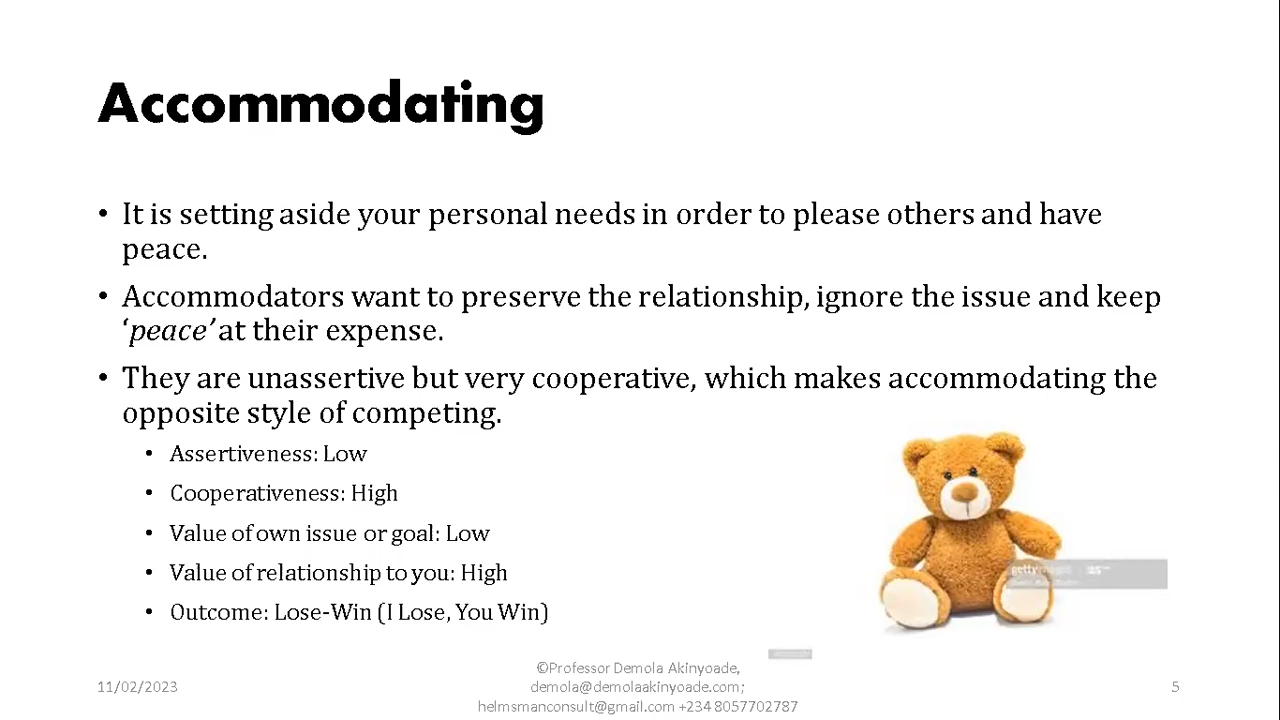 Accommodating
• It is setting aside your personal needs in order to please others and have
peace.
• Accommodators want to preserve the relationship, ignore the issue and keep
‘peace’ at their expense.
• They are unassertive but very cooperative, which makes accommodating the
opposite style of competing.
• Assertiveness: Low
• Cooperativeness: High
• Value of own issue or goal: Low
• Value of relationship to you: High
• Outcome: Lose-Win (I Lose, You Win)
gettyimages
11/02/2023
©Professor Demola Akinyoade,
demola@demolaakinyoade.com;
helmsmanconsult@gmail.com +234 8057702787
5